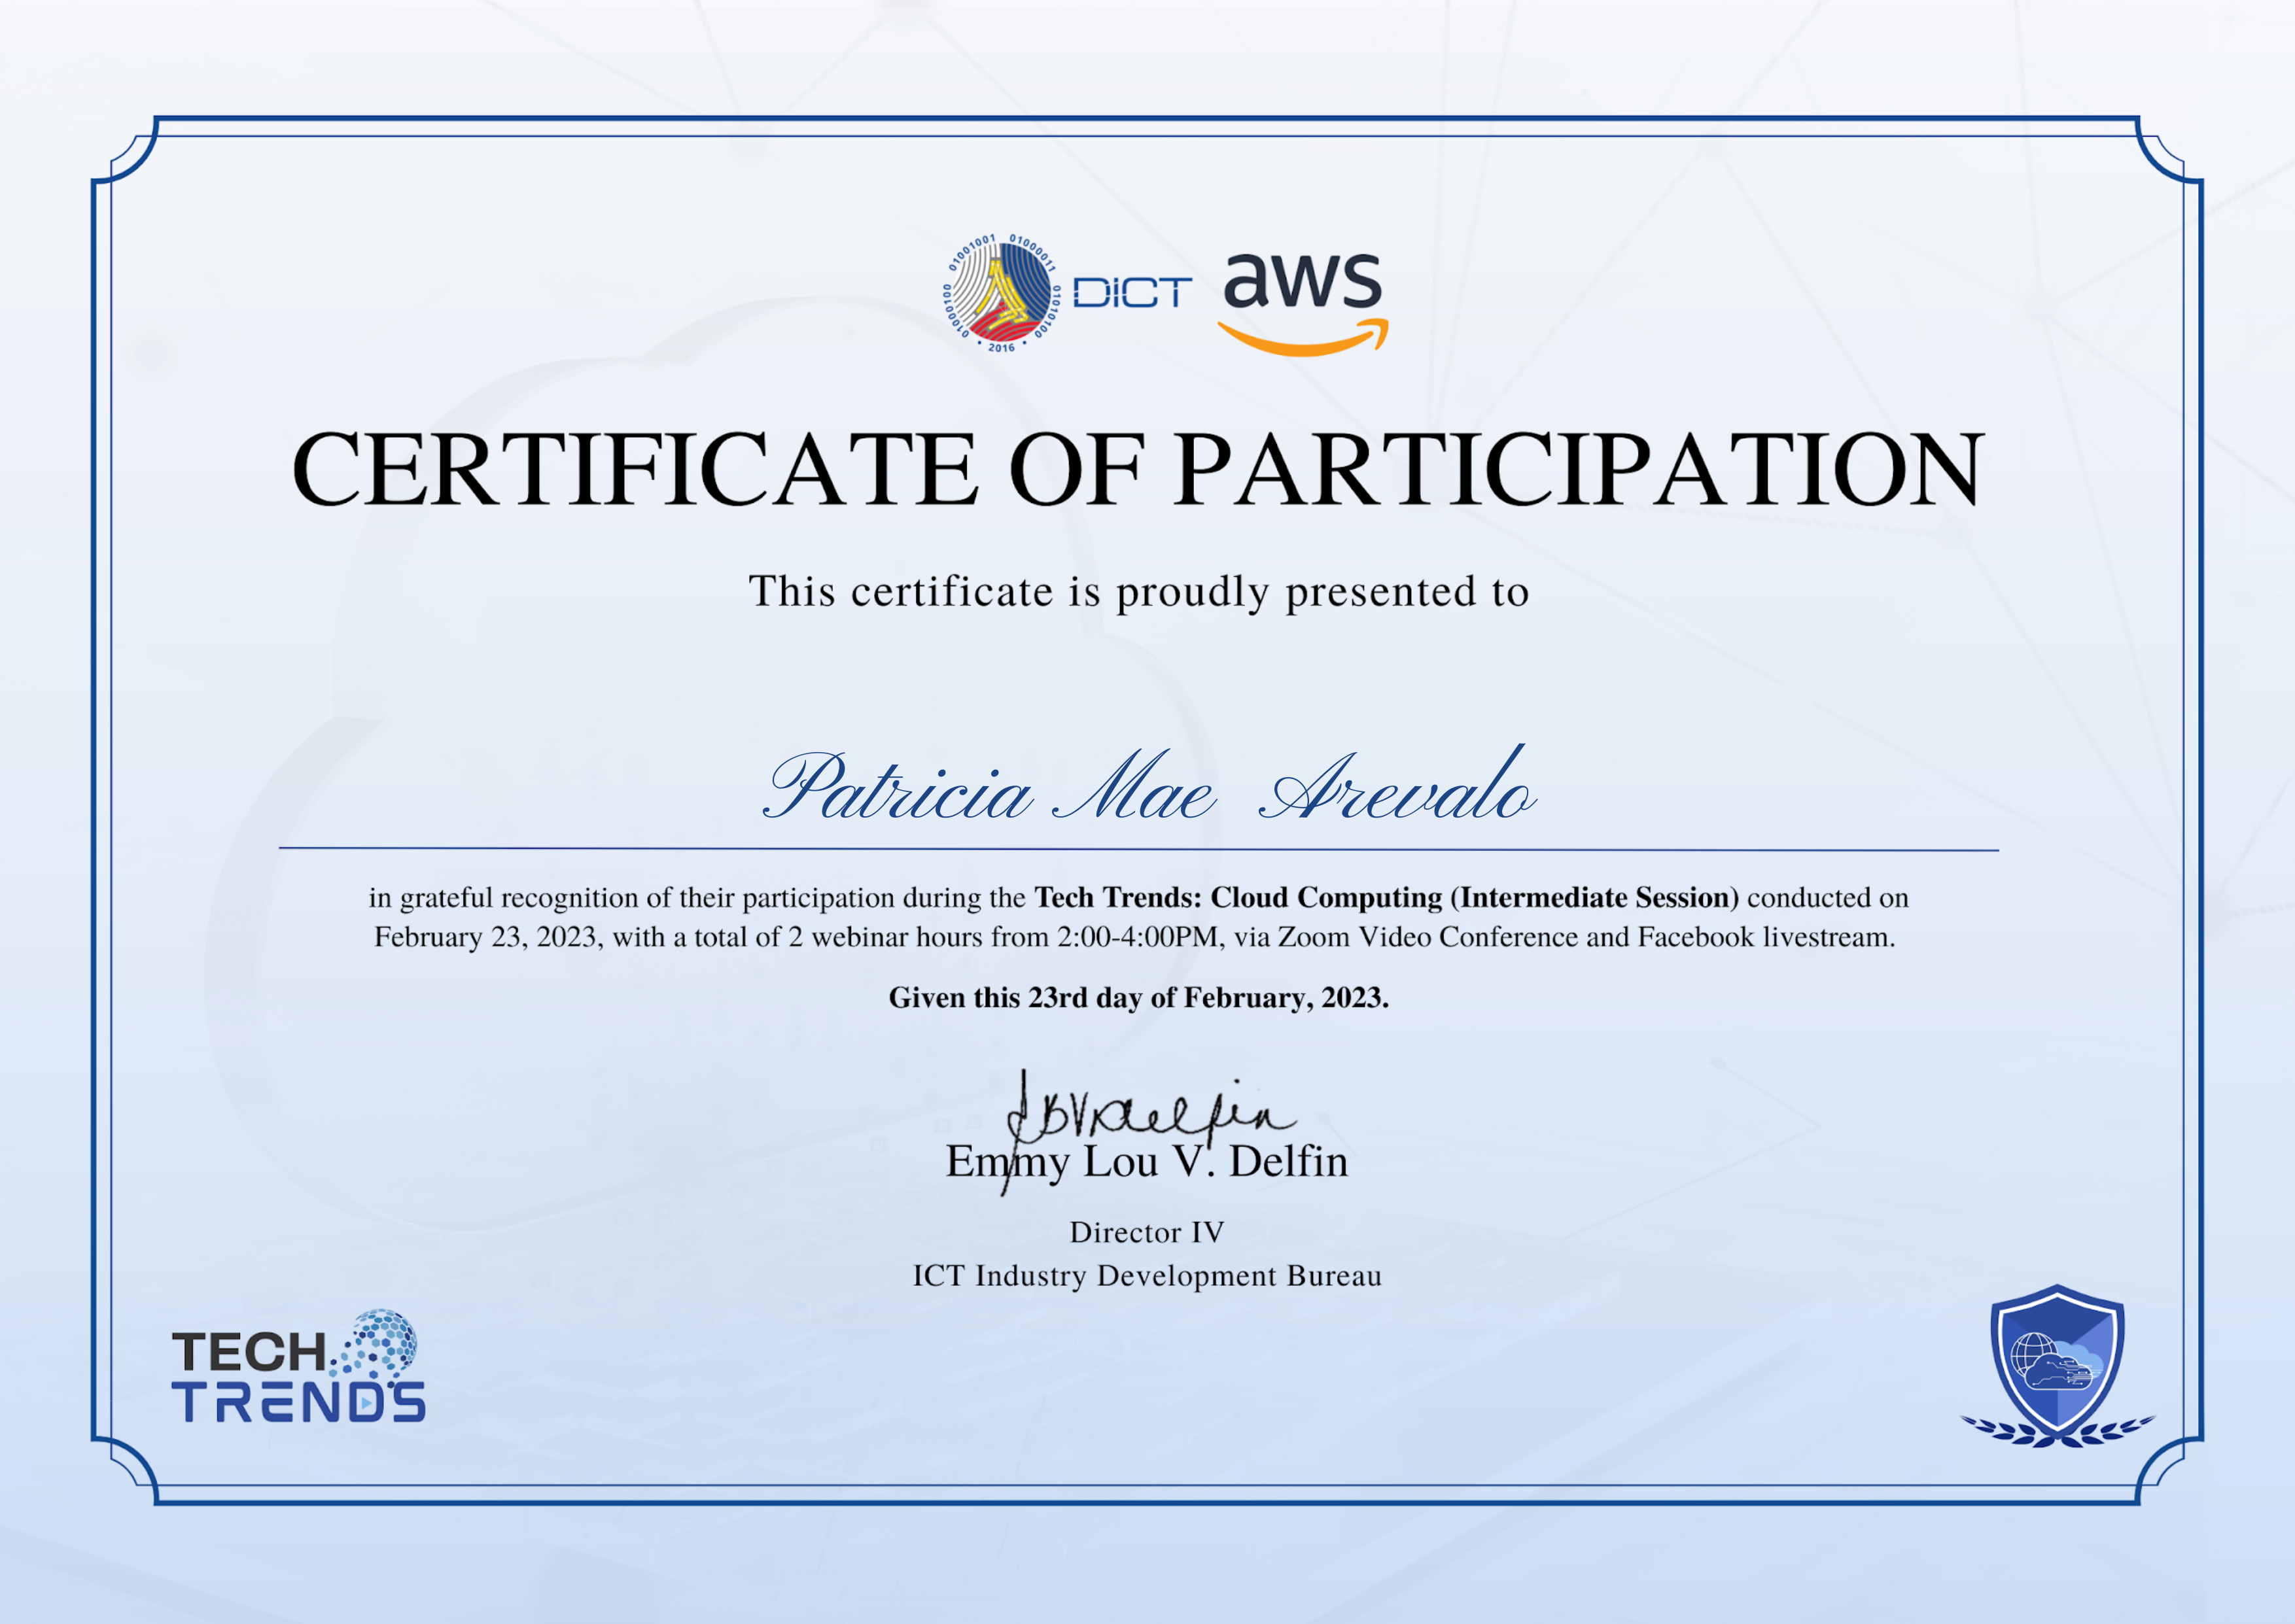 01000100 01001001 01000011 01010100
• 2016 •
DICT
aws
CERTIFICATE OF PARTICIPATION
This certificate is proudly presented to
Patricia Mae Arevalo
in grateful recognition of their participation during the Tech Trends: Cloud Computing (Intermediate Session) conducted on
February 23, 2023, with a total of 2 webinar hours from 2:00-4:00PM, via Zoom Video Conference and Facebook livestream.
Given this 23rd day of February, 2023.
Emmy Lou V. Delfin
Director IV
ICT Industry Development Bureau
TECH
TRENDS